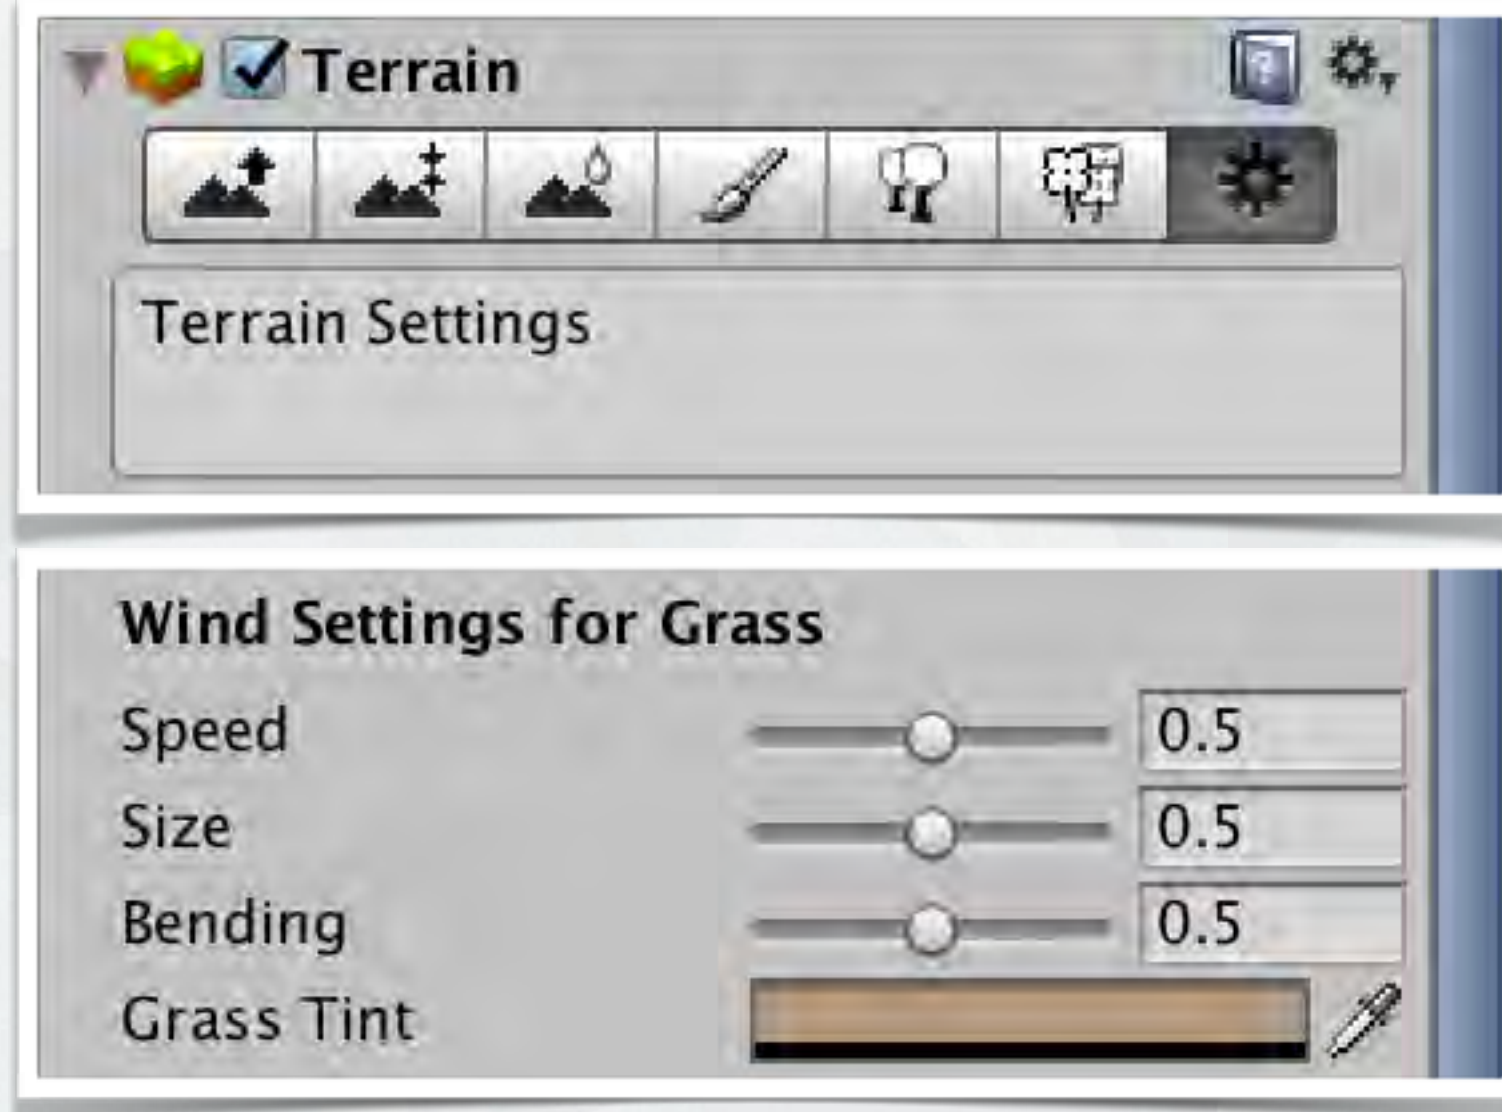 Terrain
Terrain Settings
Wind Settings for Grass
Speed 0.5
Size 0.5
Bending 0.5
Grass Tint